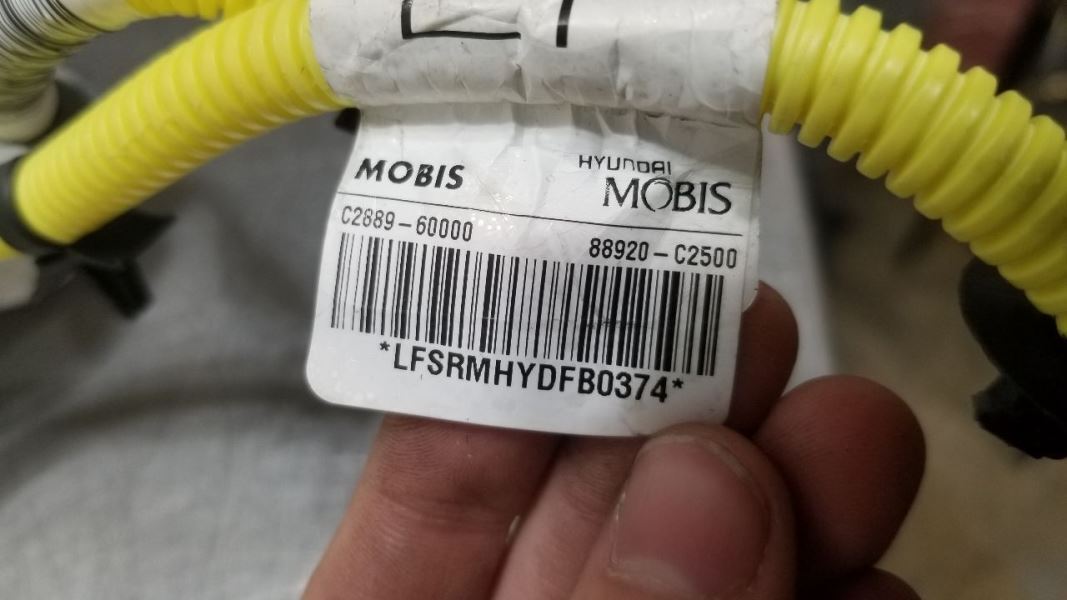 MOBIS
HYUNDAI
MOBIS
C2889-60000
88920-C2500
*LFSRMHYDFB0374*